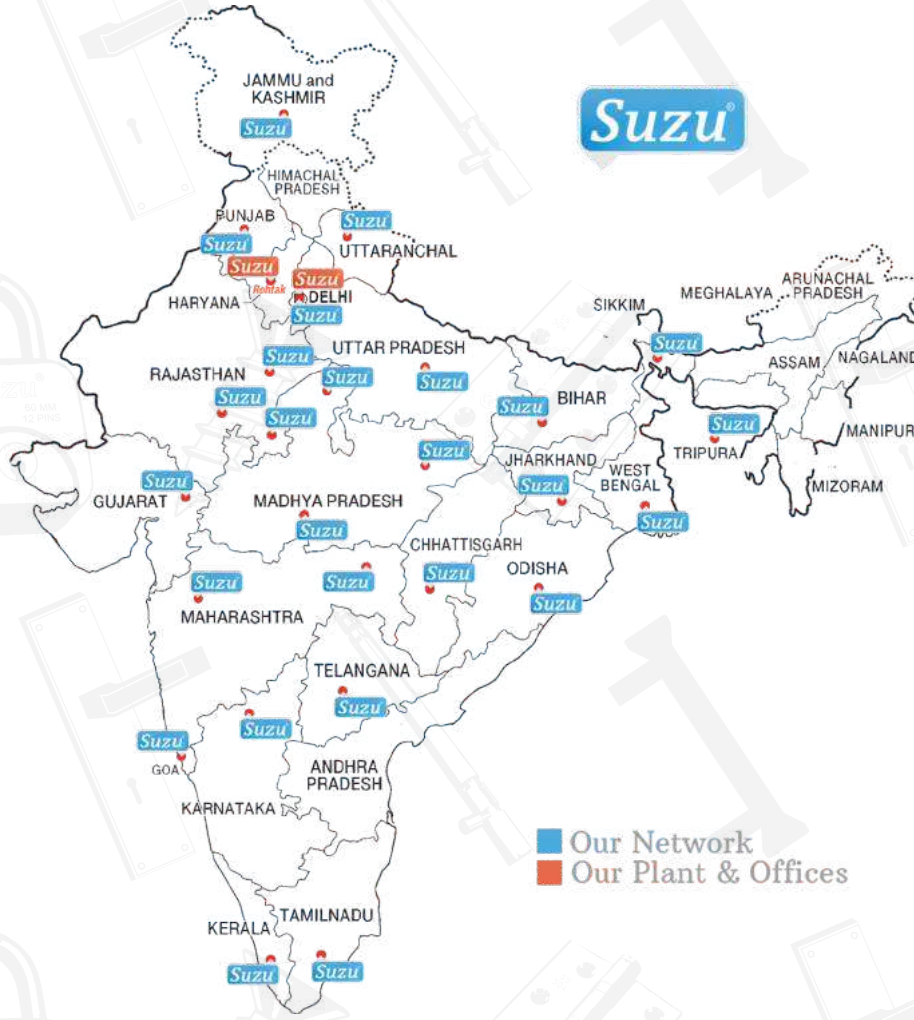 JAMMU and
KASHMIR
Suzu
Suzu®
HIMACHAL
PRADESH
PUNJAB
Suzu
Suzu
UTTARANCHAL
Suzu
Rohtak
Suzu
DELHI
HARYANA
Suzu
ARUNACHAL
PRADESH
MEGHALAYA
SIKKIM
Suzu
ASSAM
NAGALAND
UTTAR PRADESH
Suzu
RAJASTHAN
Suzu
Suzu
Suzu
Suzu
BIHAR
Suzu
Suzu
TRIPURA
MANIPUR
MIZORAM
Suzu
JHARKHAND
Suzu
WEST
BENGAL
Suzu
Suzu
GUJARAT
MADHYA PRADESH
Suzu
CHHATTISGARH
Suzu
ODISHA
Suzu
Suzu
Suzu
MAHARASHTRA
TELANGANA
Suzu
Suzu
Suzu
GOA
ANDHRA
PRADESH
KARNATAKA
Our Network
Our Plant & Offices
KERALA
TAMILNADU
Suzu
Suzu